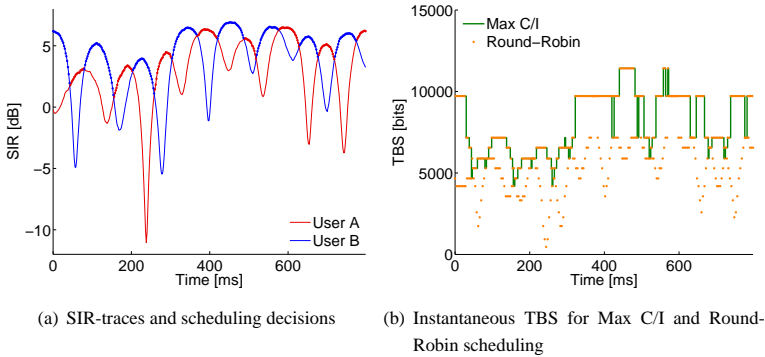 5
0
−5
−10
SIR [dB]
0
200
400
600
Time [ms]
User A
User B
(a) SIR-traces and scheduling decisions
15000
10000
5000
0
TBS [bits]
0
200
400
600
Time [ms]
Max C/I
Round−Robin
(b) Instantaneous TBS for Max C/I and Round-
Robin scheduling